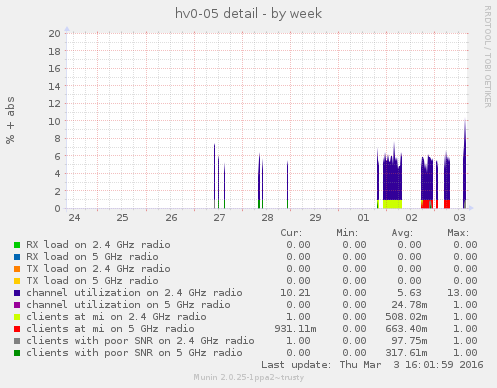 hv0-05 detail - by week
RRDTOOL / TOBI OETIKER
% + abs
20
18
16
14
12
10
8
6
4
2
0
24 25 26 27 28 29 01 02 03
Cur: Min: Avg: Max:
RX load on 2.4 GHz radio 0.00 0.00 0.00 0.00
RX load on 5 GHz radio 0.00 0.00 0.00 0.00
TX load on 2.4 GHz radio 0.00 0.00 0.00 0.00
TX load on 5 GHz radio 0.00 0.00 0.00 0.00
channel utilization on 2.4 GHz radio 10.21 0.00 5.63 13.00
channel utilization on 5 GHz radio 0.00 0.00 24.78m 1.00
clients at mi on 2.4 GHz radio 1.00 0.00 508.02m 1.00
clients at mi on 5 GHz radio 931.11m 0.00 663.40m 1.00
clients with poor SNR on 2.4 GHz radio 1.00 0.00 97.75m 1.00
clients with poor SNR on 5 GHz radio 0.00 0.00 317.61m 1.00
Last update: Thu Mar 3 16:01:59 2016
Munin 2.0.25-1ppa2~trusty